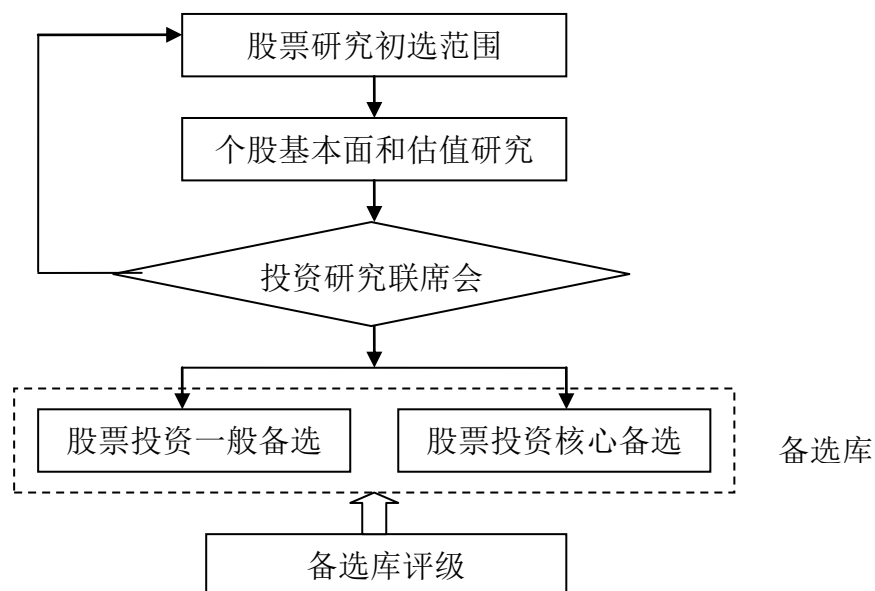 股票研究初选范围
个股基本面和估值研究
投资研究联席会
股票投资一般备选
股票投资核心备选
备选库
备选库评级